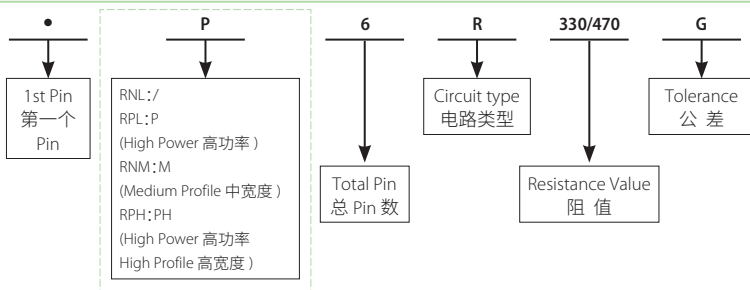 • P 6 R 330/470 G
1st Pin
第一个
Pin
RNL:/
RPL:P
(High Power 高功率 )
RNM:M
(Medium Profile 中宽度 )
RPH:PH
(High Power 高功率
High Profile 高宽度 )
Total Pin
总 Pin 数
Circuit type
电路类型
Resistance Value
阻 值
Tolerance
公 差